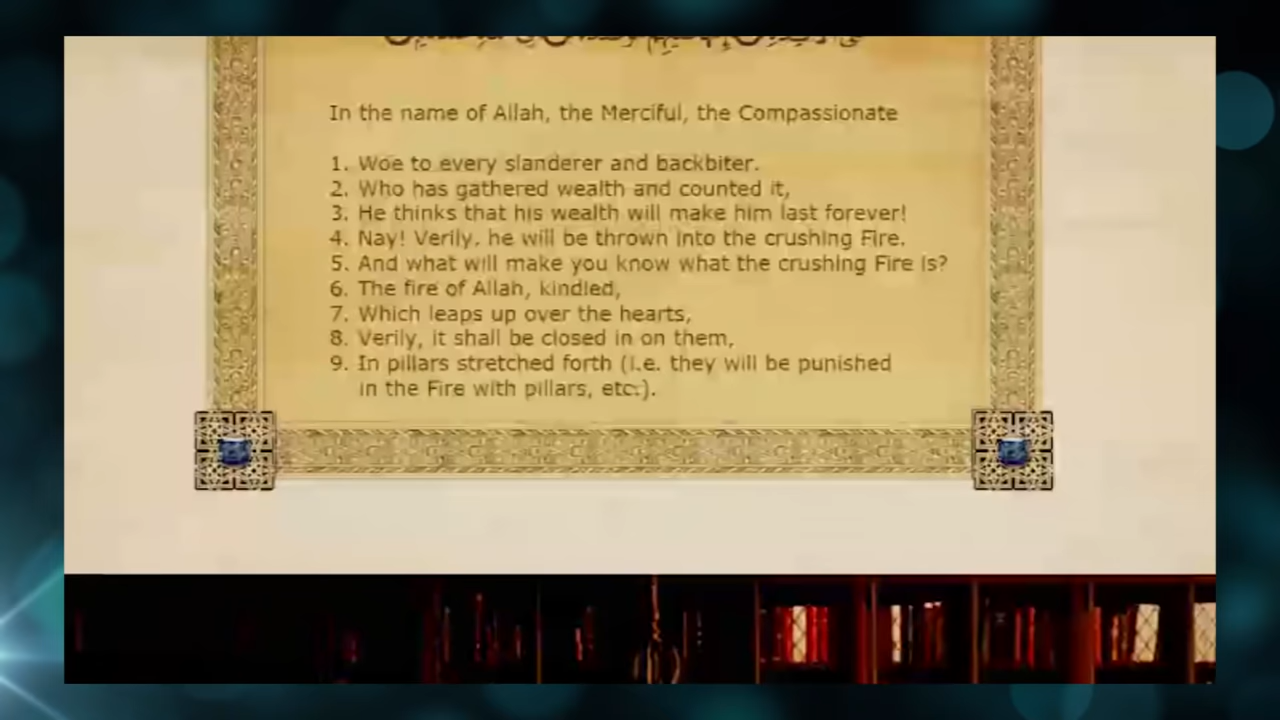 In the name of Allah, the Merciful, the Compassionate
1. Woe to every slanderer and backbiter.
2. Who has gathered wealth and counted it,
3. He thinks that his wealth will make him last forever!
4. Nay! Verily, he will be thrown into the crushing Fire.
5. And what will make you know what the crushing Fire is?
6. The fire of Allah, kindled,
7. Which leaps up over the hearts,
8. Verily, it shall be closed in on them,
9. In pillars stretched forth (i.e. they will be punished
in the Fire with pillars, etc.).